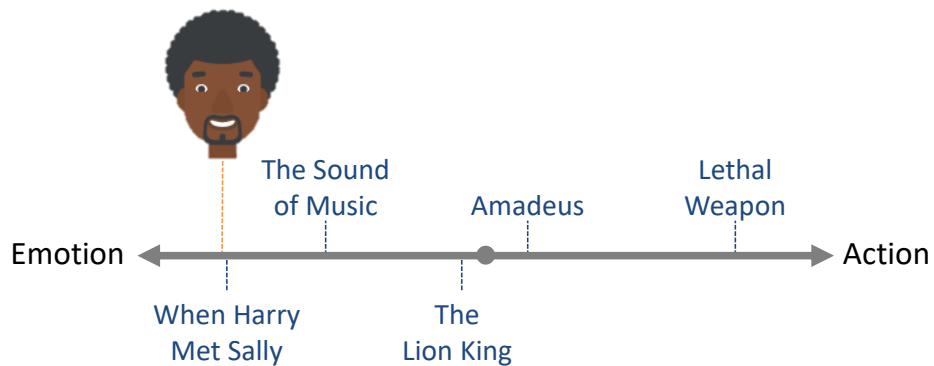 The Sound
of Music
Amadeus
Lethal
Weapon
Emotion
Action
When Harry
Met Sally
The
Lion King